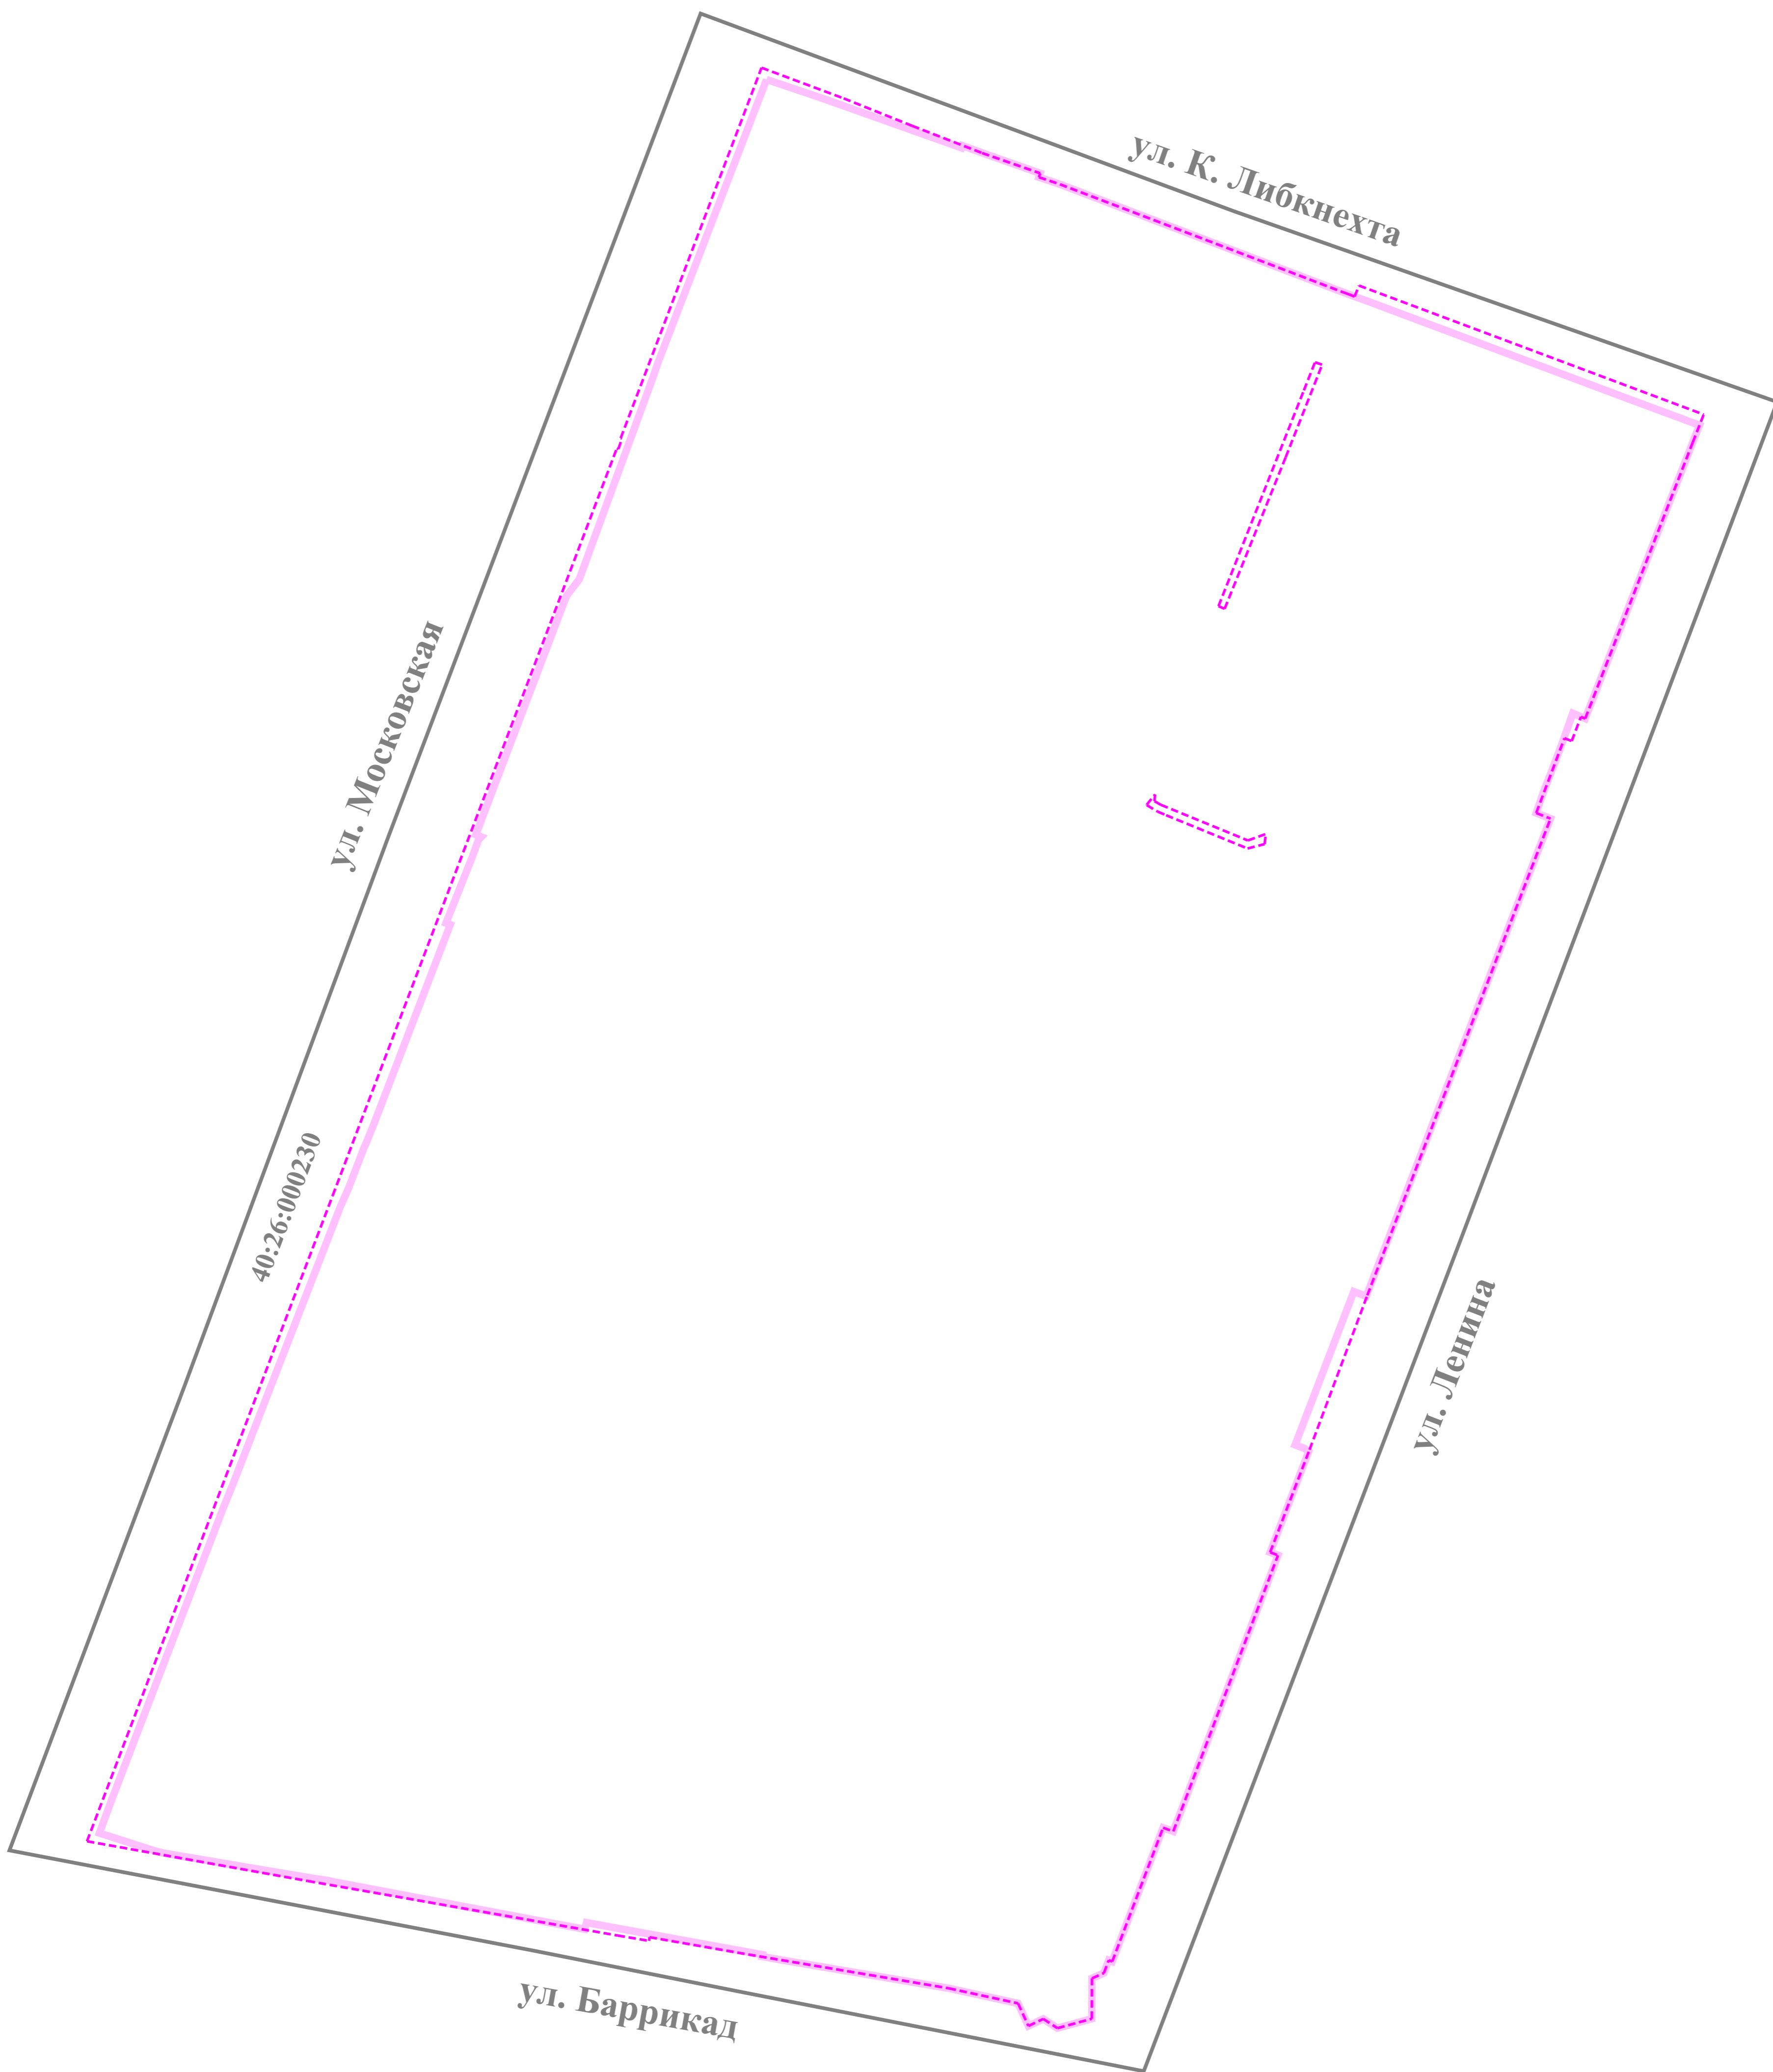 ул. К. Либкнехта
ул. Московская
40:26:000230
ул. Ленина
ул. Баррикад